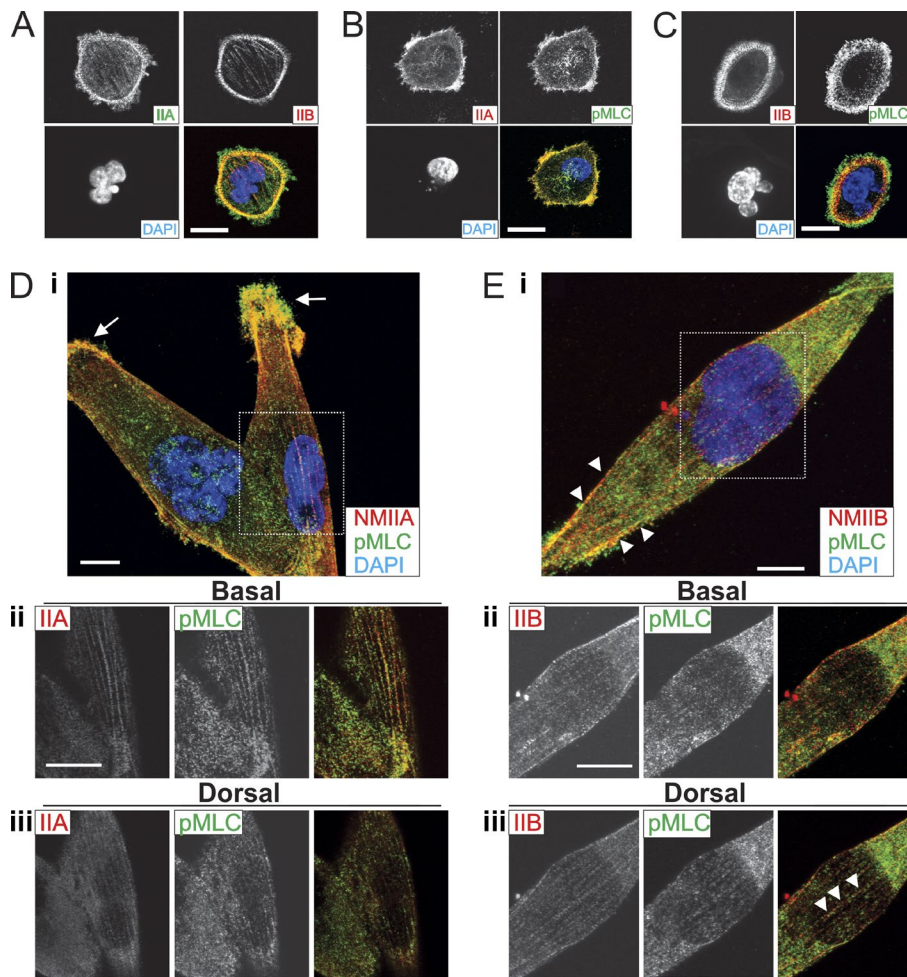 A
B
C
IIA
IIB
IIA
pMLC
IIB
pMLC
DAPI
DAPI
DAPI
D i
NMIIA
pMLC
DAPI
E i
NMIIB
pMLC
DAPI
Basal
ii IIA pMLC
Dorsal
iii IIA pMLC
Basal
ii IIB pMLC
Dorsal
iii IIB pMLC